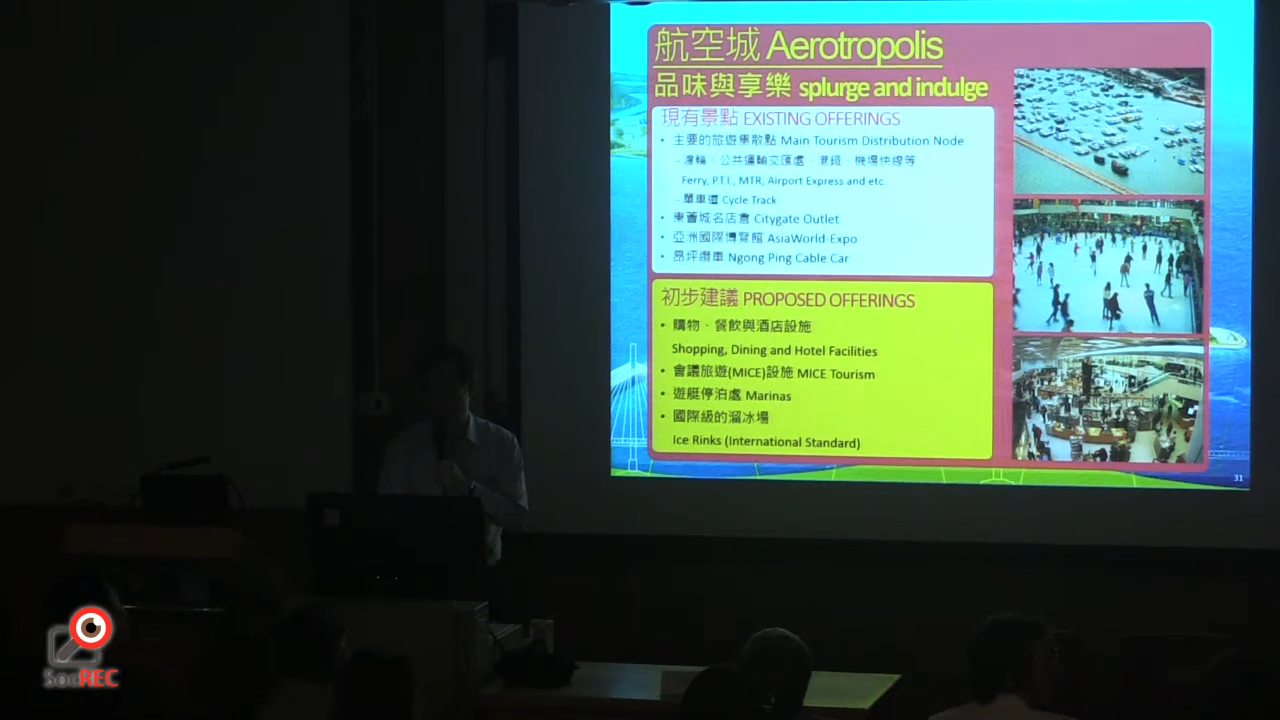 航空城 Aerotropolis
品味與享樂 splurge and indulge
現有景點 EXISTING OFFERINGS
• 主要的旅遊集散點 Main Tourism Distribution Node
- 渡輪、公共運輸交匯處、港鐵、機場快線等
Ferry, P.T.I., MTR, Airport Express and etc.
- 單車徑 Cycle Track
• 東薈城名店倉 Citygate Outlet
• 亞洲國際博覽館 AsiaWorld-Expo
• 昂坪纜車 Ngong Ping Cable Car
初步建議 PROPOSED OFFERINGS
• 購物、餐飲與酒店設施
Shopping, Dining and Hotel Facilities
• 會議旅遊(MICE)設施 MICE Tourism
• 遊艇停泊處 Marinas
• 國際級的溜冰場
Ice Rinks (International Standard)
31
SocREC